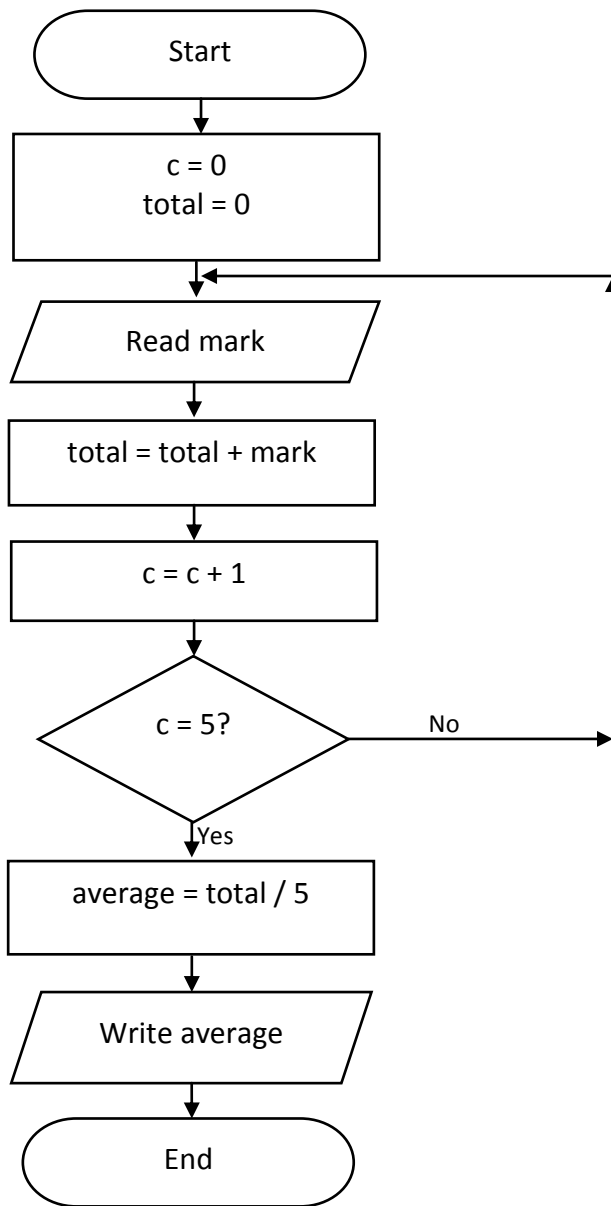 Start
c = 0
total = 0
Read mark
total = total + mark
c = c + 1
c = 5?
No
Yes
average = total / 5
Write average
End